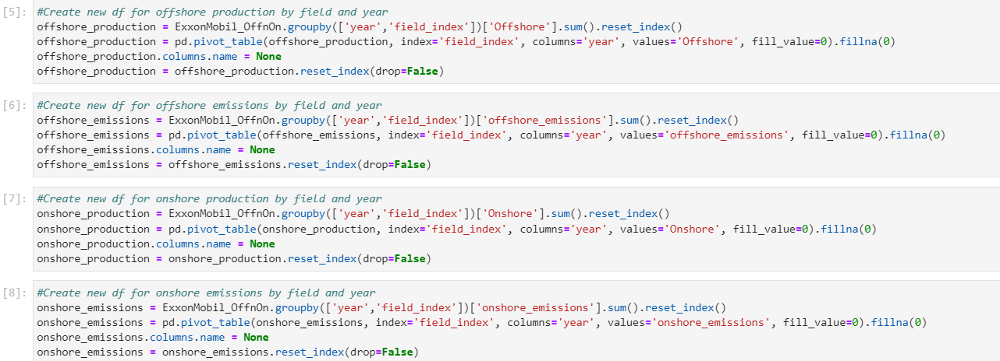 [5]: #Create new df for offshore production by field and year
offshore_production = ExxonMobil_OffnOn.groupby(['year','field_index'])['Offshore'].sum().reset_index()
offshore_production = pd.pivot_table(offshore_production, index='field_index', columns='year', values='Offshore', fill_value=0).fillna(0)
offshore_production.columns.name = None
offshore_production = offshore_production.reset_index(drop=False)
[6]: #Create new df for offshore emissions by field and year
offshore_emissions = ExxonMobil_OffnOn.groupby(['year','field_index'])['offshore_emissions'].sum().reset_index()
offshore_emissions = pd.pivot_table(offshore_emissions, index='field_index', columns='year', values='offshore_emissions', fill_value=0).fillna(0)
offshore_emissions.columns.name = None
offshore_emissions = offshore_emissions.reset_index(drop=False)
[7]: #Create new df for onshore production by field and year
onshore_production = ExxonMobil_OffnOn.groupby(['year','field_index'])['Onshore'].sum().reset_index()
onshore_production = pd.pivot_table(onshore_production, index='field_index', columns='year', values='Onshore', fill_value=0).fillna(0)
onshore_production.columns.name = None
onshore_production = onshore_production.reset_index(drop=False)
[8]: #Create new df for onshore emissions by field and year
onshore_emissions = ExxonMobil_OffnOn.groupby(['year','field_index'])['onshore_emissions'].sum().reset_index()
onshore_emissions = pd.pivot_table(onshore_emissions, index='field_index', columns='year', values='onshore_emissions', fill_value=0).fillna(0)
onshore_emissions.columns.name = None
onshore_emissions = onshore_emissions.reset_index(drop=False)